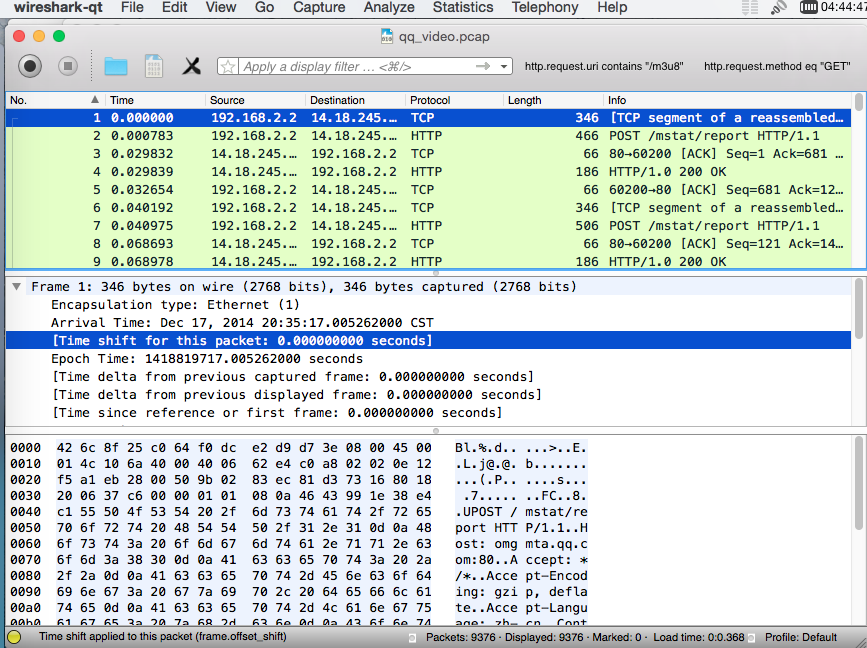 wireshark-qt File Edit View Go Capture Analyze Statistics Telephony Help 04:44:47
qq_video.pcap
Apply a display filter … <⌘/> http.request.uri contains "/m3u8" http.request.method eq "GET"
No. Time Source Destination Protocol Length Info
1 0.000000 192.168.2.2 14.18.245.… TCP 346 [TCP segment of a reassembled…
2 0.000783 192.168.2.2 14.18.245.… HTTP 466 POST /mstat/report HTTP/1.1
3 0.029832 14.18.245.… 192.168.2.2 TCP 66 80→60200 [ACK] Seq=1 Ack=681 …
4 0.029839 14.18.245.… 192.168.2.2 HTTP 186 HTTP/1.0 200 OK
5 0.032654 192.168.2.2 14.18.245.… TCP 66 60200→80 [ACK] Seq=681 Ack=12…
6 0.040192 192.168.2.2 14.18.245.… TCP 346 [TCP segment of a reassembled…
7 0.040975 192.168.2.2 14.18.245.… HTTP 506 POST /mstat/report HTTP/1.1
8 0.068693 14.18.245.… 192.168.2.2 TCP 66 80→60200 [ACK] Seq=121 Ack=14…
9 0.068978 14.18.245.… 192.168.2.2 HTTP 186 HTTP/1.0 200 OK
Frame 1: 346 bytes on wire (2768 bits), 346 bytes captured (2768 bits)
Encapsulation type: Ethernet (1)
Arrival Time: Dec 17, 2014 20:35:17.005262000 CST
[Time shift for this packet: 0.000000000 seconds]
Epoch Time: 1418819717.005262000 seconds
[Time delta from previous captured frame: 0.000000000 seconds]
[Time delta from previous displayed frame: 0.000000000 seconds]
[Time since reference or first frame: 0.000000000 seconds]
0000 42 6c 8f 25 c0 64 f0 dc e2 d9 d7 3e 08 00 45 00 Bl.%.d.. ...>..E.
0010 01 4c 10 6a 40 00 40 06 62 e4 c0 a8 02 02 0e 12 .L.j@.@. b.......
0020 f5 a1 eb 28 00 50 9b 02 83 ec 81 d3 73 16 80 18 ...(.P.. ....s...
0030 20 06 37 c6 00 00 01 01 08 0a 46 43 99 1e 38 e4  .7..... ..FC..8.
0040 c1 55 50 4f 53 54 20 2f 6d 73 74 61 74 2f 72 65 .UPOST / mstat/re
0050 70 6f 72 74 20 48 54 54 50 2f 31 2e 31 0d 0a 48 port HTT P/1.1..H
0060 6f 73 74 3a 20 6f 6d 67 6d 74 61 2e 71 71 2e 63 ost: omg mta.qq.c
0070 6f 6d 3a 38 30 0d 0a 41 63 63 65 70 74 3a 20 2a om:80..A ccept: *
0080 2f 2a 0d 0a 41 63 63 65 70 74 2d 45 6e 63 6f 64 /*..Acce pt-Encod
0090 69 6e 67 3a 20 67 7a 69 70 2c 20 64 65 66 6c 61 ing: gzi p, defla
00a0 74 65 0d 0a 41 63 63 65 70 74 2d 4c 61 6e 67 75 te..Acce pt-Langu
00b0 61 67 65 3a 20 7a 68 2d 63 6e 0d 0a 43 6f 6e 74 age: zh- cn..Cont
Time shift applied to this packet (frame.offset_shift) Packets: 9376 · Displayed: 9376 · Marked: 0 · Load time: 0:0.368 Profile: Default